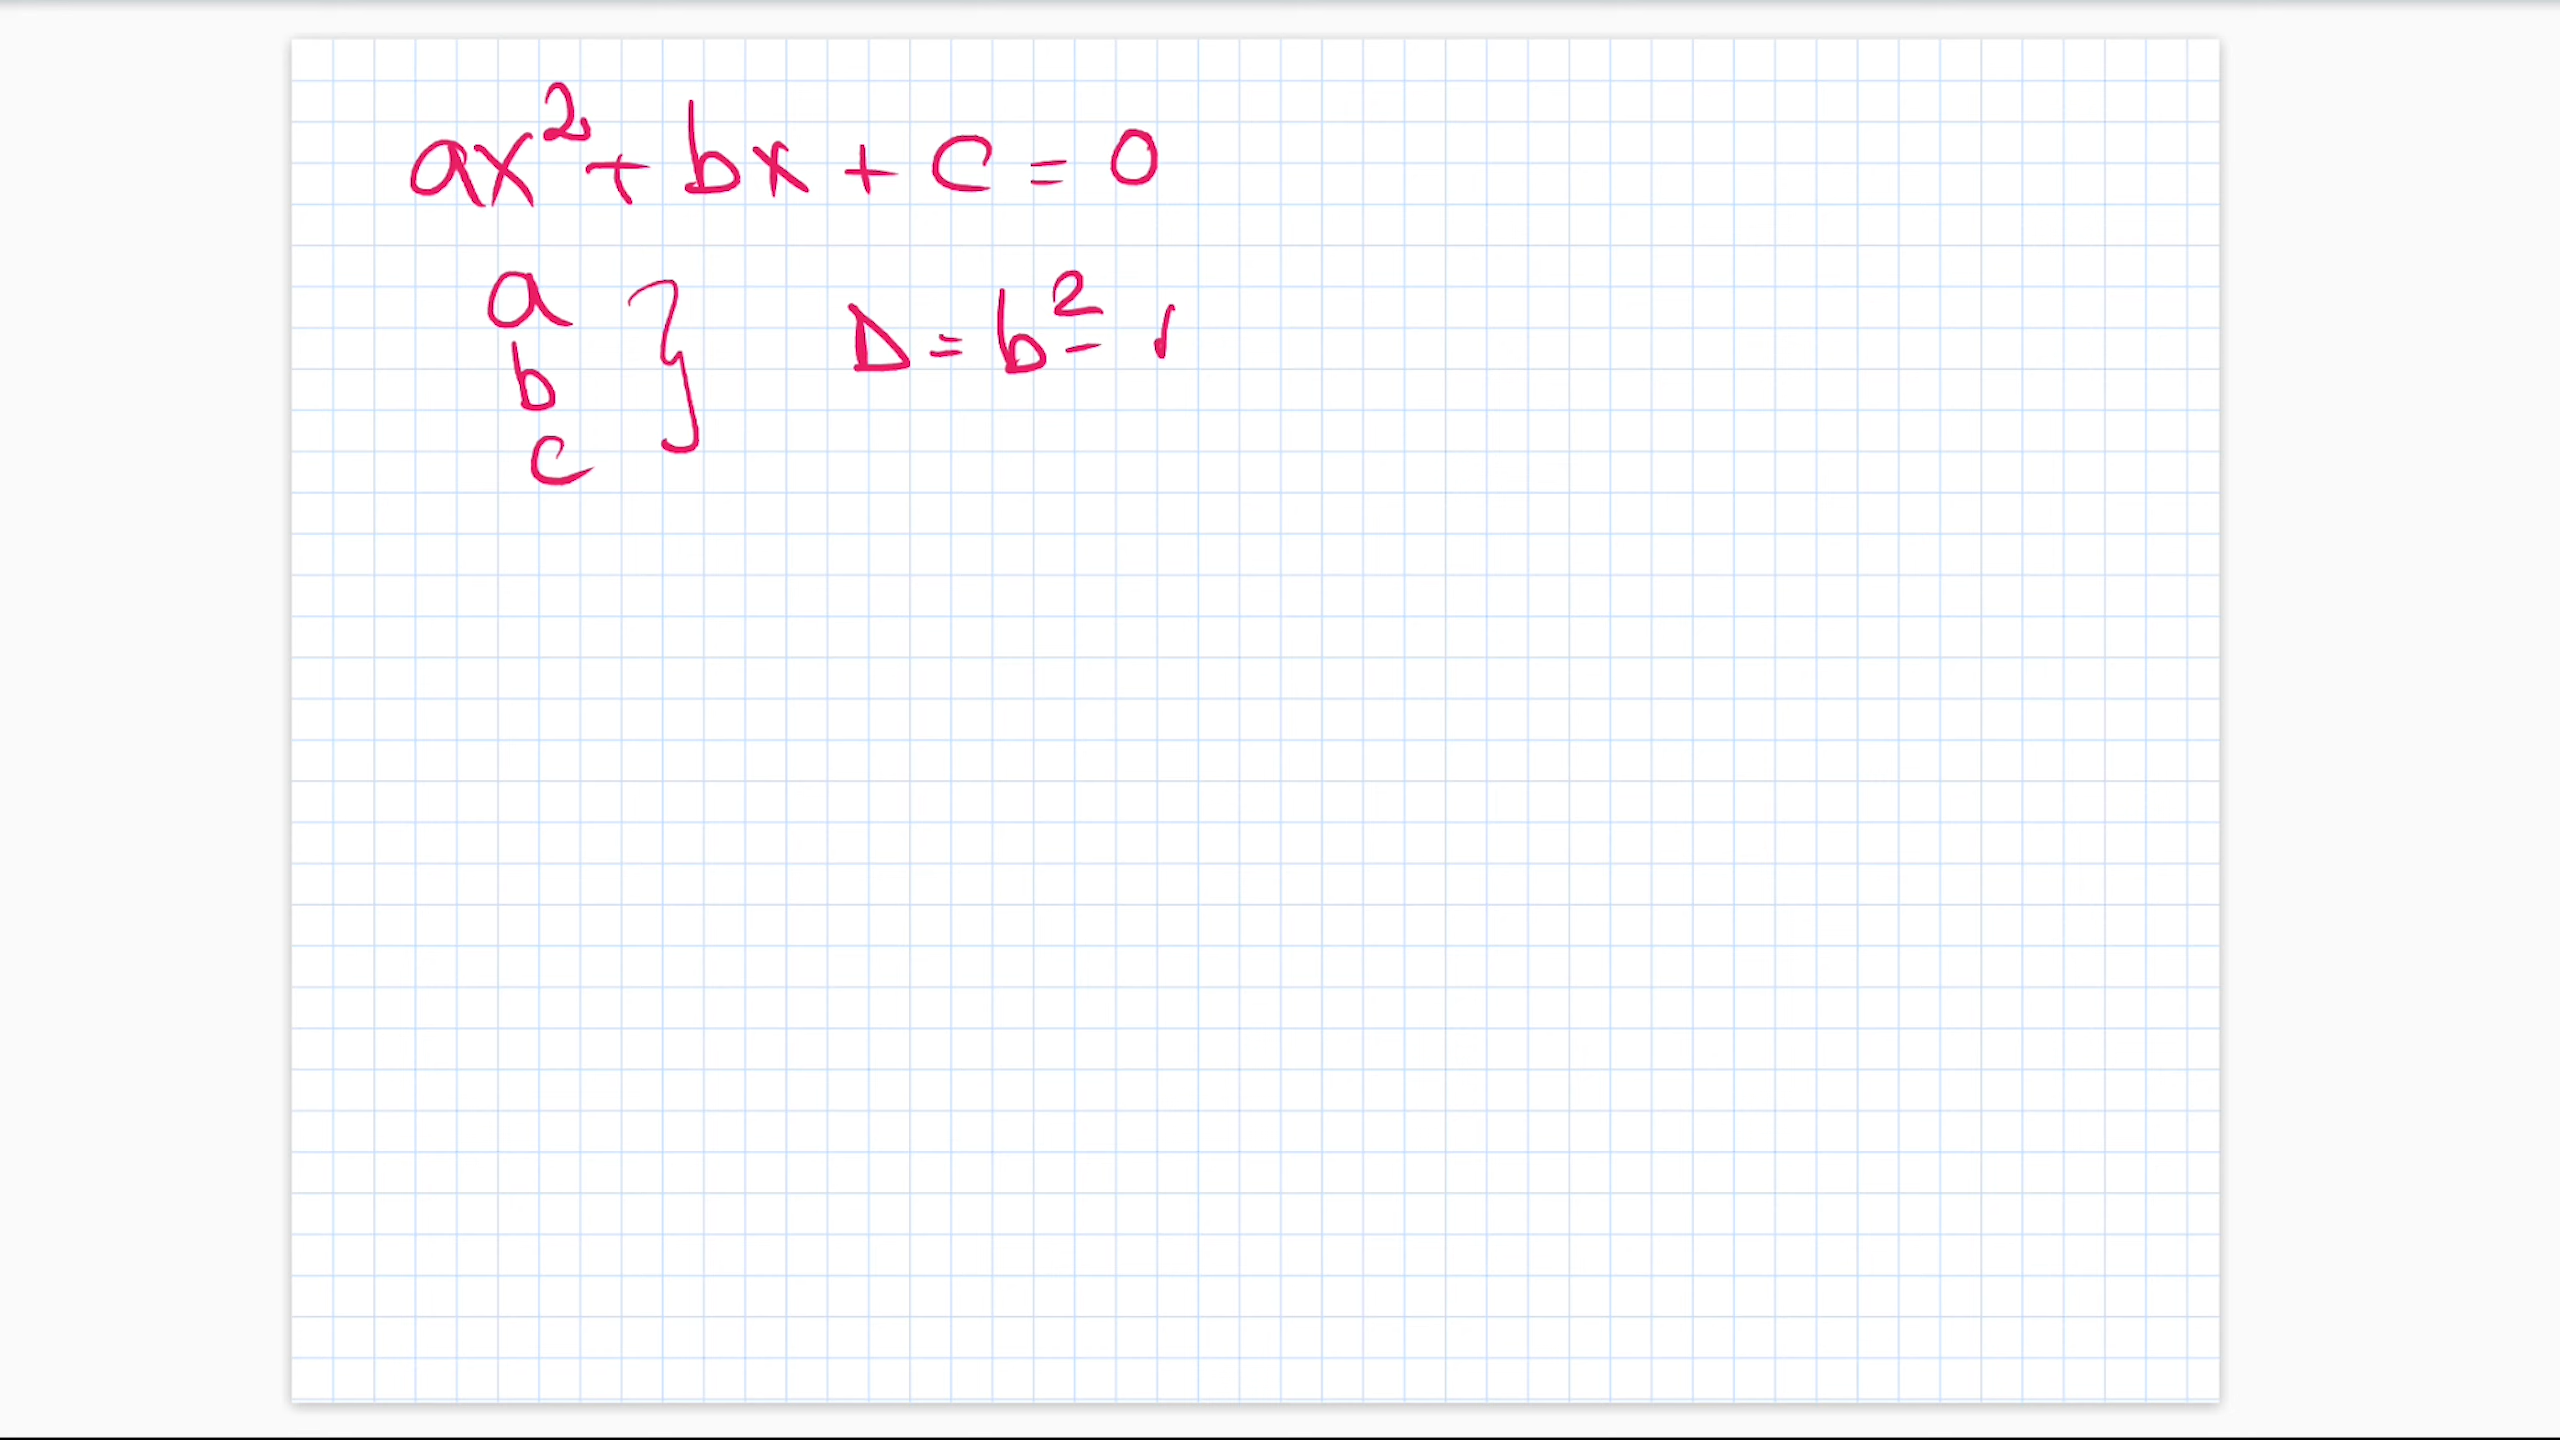 ax² + bx + c = 0
a
b
c
} D = b² -